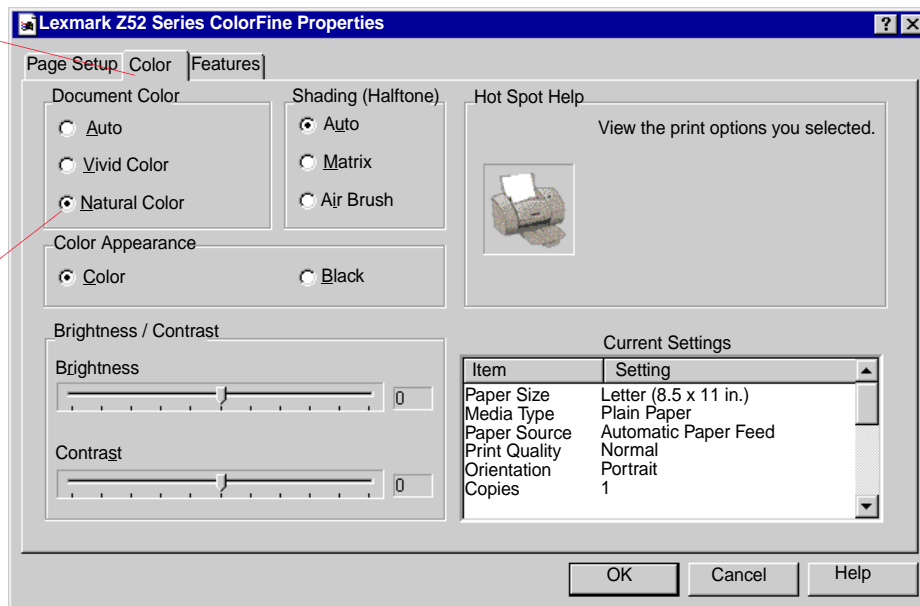 Lexmark Z52 Series ColorFine Properties
Page Setup Color Features
Document Color
Auto
Vivid Color
Natural Color
Shading (Halftone)
Auto
Matrix
Air Brush
Hot Spot Help
View the print options you selected.
Color Appearance
Color Black
Brightness / Contrast
Brightness
0
Contrast
0
Current Settings
Item Setting
Paper Size Letter (8.5 x 11 in.)
Media Type Plain Paper
Paper Source Automatic Paper Feed
Print Quality Normal
Orientation Portrait
Copies 1
OK Cancel Help